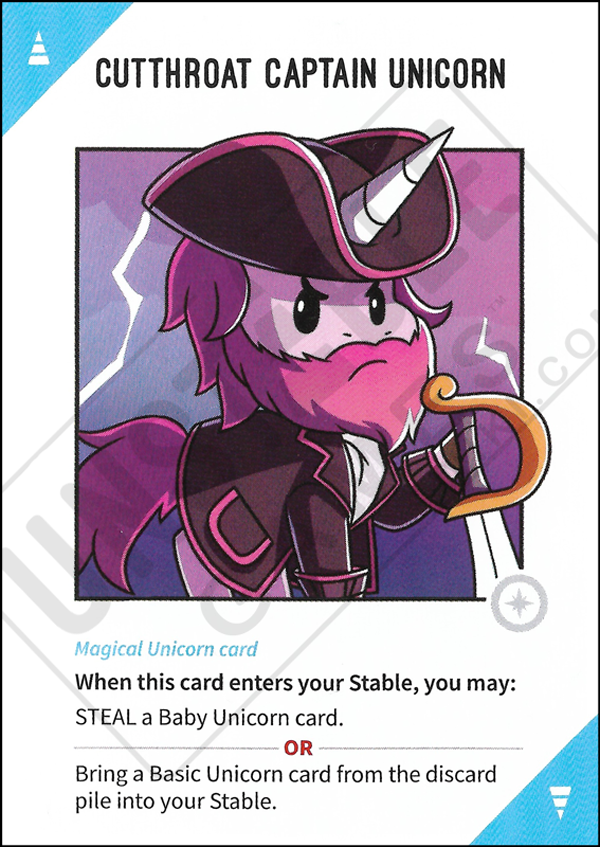 CUTTHROAT CAPTAIN UNICORN
Magical Unicorn card
When this card enters your Stable, you may:
STEAL a Baby Unicorn card.
OR
Bring a Basic Unicorn card from the discard
pile into your Stable.